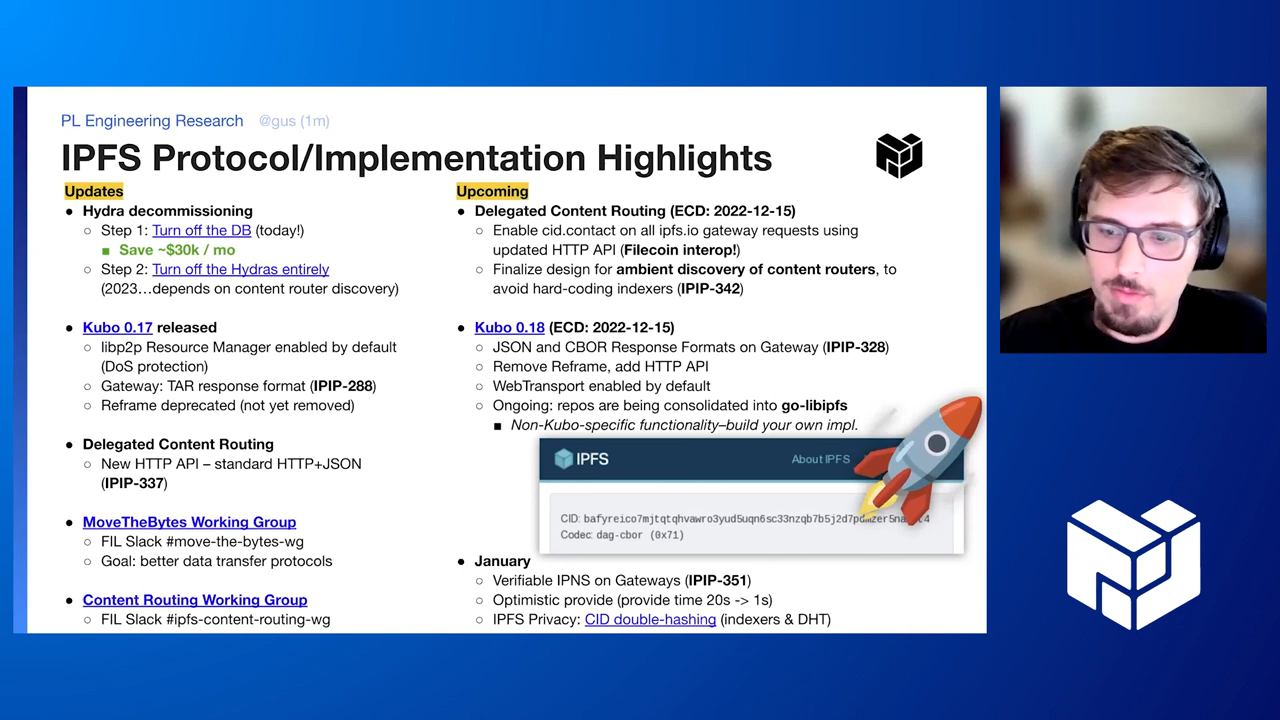 PL Engineering Research @gus (1m)
IPFS Protocol/Implementation Highlights
Updates
● Hydra decommissioning
○ Step 1: Turn off the DB (today!)
■ Save ~$30k / mo
○ Step 2: Turn off the Hydras entirely
(2023…depends on content router discovery)
● Kubo 0.17 released
○ libp2p Resource Manager enabled by default
(DoS protection)
○ Gateway: TAR response format (IPIP-288)
○ Reframe deprecated (not yet removed)
● Delegated Content Routing
○ New HTTP API – standard HTTP+JSON
(IPIP-337)
● MoveTheBytes Working Group
○ FIL Slack #move-the-bytes-wg
○ Goal: better data transfer protocols
● Content Routing Working Group
○ FIL Slack #ipfs-content-routing-wg
Upcoming
● Delegated Content Routing (ECD: 2022-12-15)
○ Enable cid.contact on all ipfs.io gateway requests using
updated HTTP API (Filecoin interop!)
○ Finalize design for ambient discovery of content routers, to
avoid hard-coding indexers (IPIP-342)
● Kubo 0.18 (ECD: 2022-12-15)
○ JSON and CBOR Response Formats on Gateway (IPIP-328)
○ Remove Reframe, add HTTP API
○ WebTransport enabled by default
○ Ongoing: repos are being consolidated into go-libipfs
■ Non-Kubo-specific functionality–build your own impl.
IPFS
About IPFS
CID:
Codec: dag-cbor (0x71)
● January
○ Verifiable IPNS on Gateways (IPIP-351)
○ Optimistic provide (provide time 20s -> 1s)
○ IPFS Privacy: CID double-hashing (indexers & DHT)